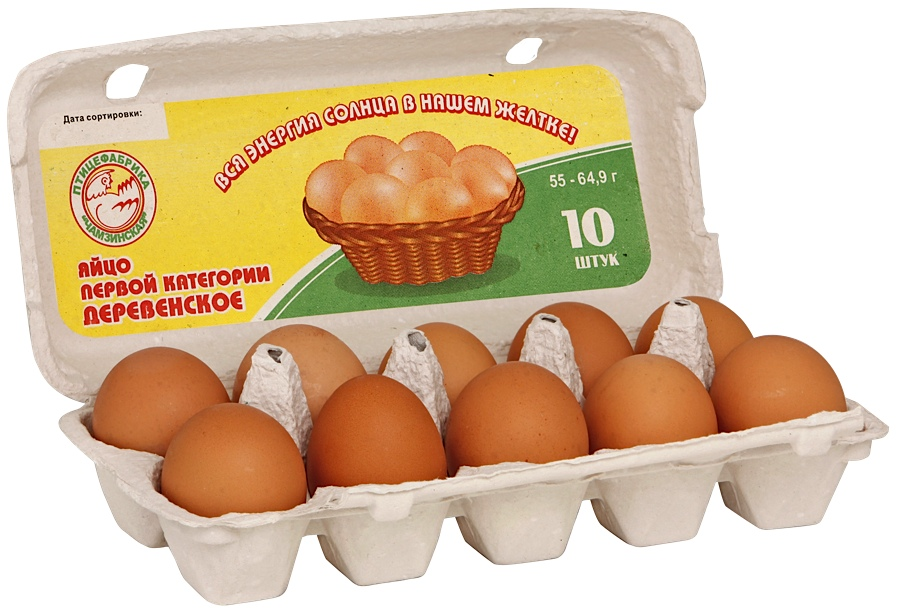 Дата сортировки:
ВСЯ ЭНЕРГИЯ СОЛНЦА В НАШЕМ ЖЕЛТКЕ!
ПТИЦЕФАБРИКА
"ЧАМЗИНСКАЯ"
55 - 64,9 г
10
ШТУК
ЯЙЦО
ПЕРВОЙ КАТЕГОРИИ
ДЕРЕВЕНСКОЕ